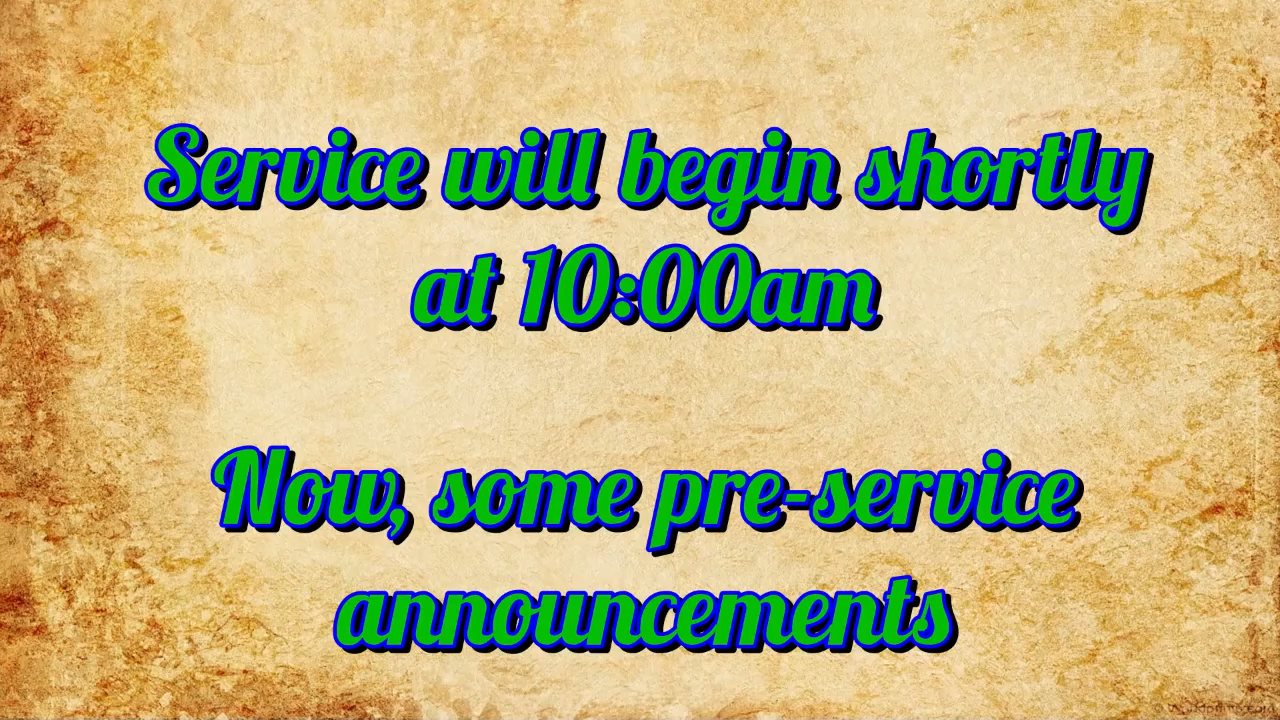 Service will begin shortly
at 10:00am
Now, some pre-service
announcements